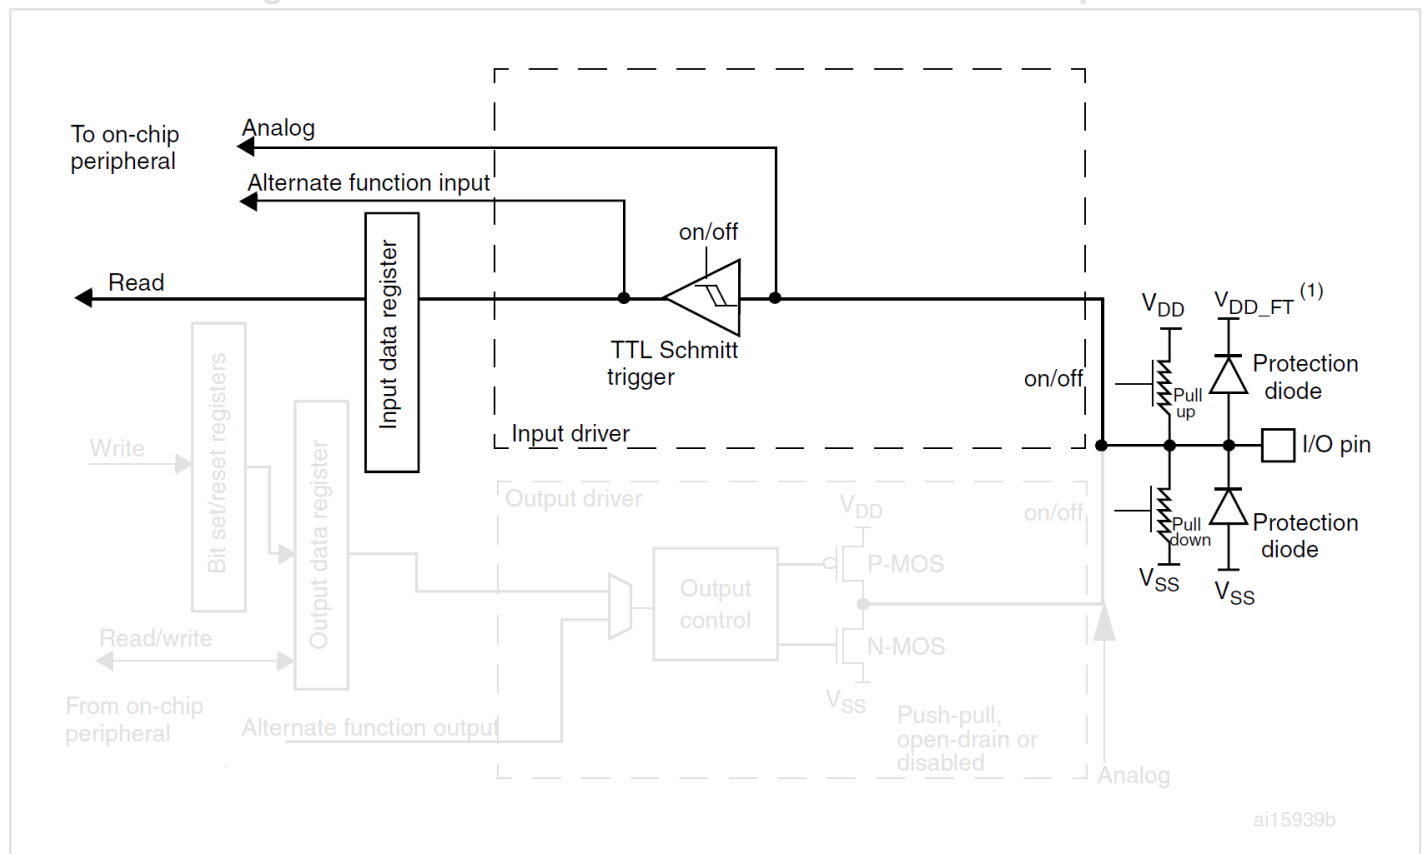 To on-chip
peripheral
Analog
Alternate function input
on/off
Read
Input data register
TTL Schmitt
trigger
on/off
Input driver
VDD
VDD_FT (1)
Pull
up
Protection
diode
I/O pin
Pull
down
Protection
diode
VSS
VSS
Write
Bit set/reset registers
Output data register
Read/write
From on-chip
peripheral
Alternate function output
Output driver
VDD
on/off
P-MOS
Output
control
N-MOS
VSS
Push-pull,
open-drain or
disabled
Analog
ai15939b